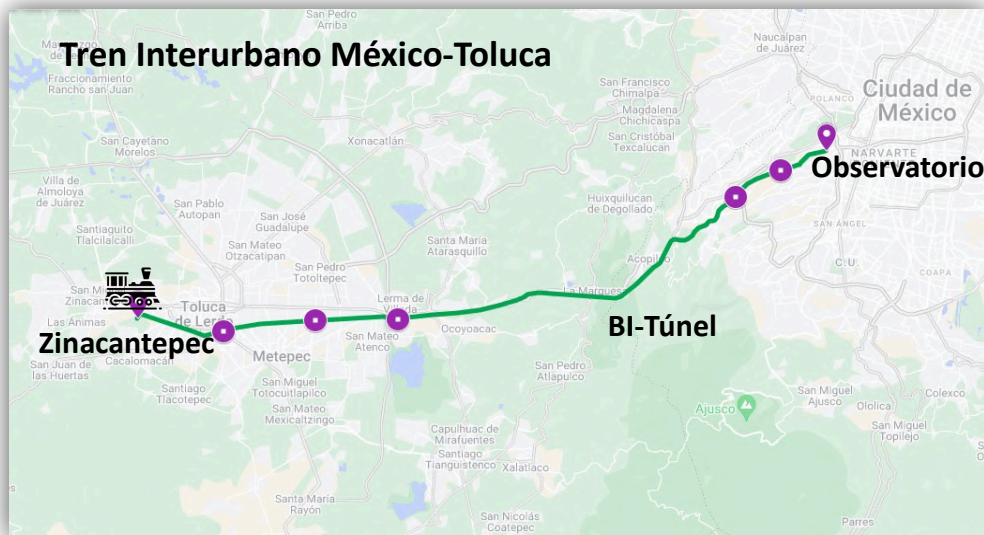 Tren Interurbano México-Toluca
San Pedro
Arriba
Fraccionamiento
Rancho san Juan
San Cayetano
Morelos
Xonacatlán
San Francisco
Chimalpa
Magdalena
Chichicaspa
San Cristóbal
Texcalucan
Naucalpan
de Juárez
POLANCO
Ciudad de
México
NARVARTE
Observatorio
Villa de
Almoloya
de Juárez
San Pablo
Autopan
San José
Guadalupe
Santiaguito
Tlalcilalcalli
San Mateo
Otzacatipan
San Pedro
Totoltepec
Santa María
Atarasquillo
Huixquilucan
de Degollado
SAN ÁNGEL
C.U.
COAPA
Acopilco
La Marquesa
Toluca
de Lerdo
Lerma de
Las Ánimas
Zinacantepec
Cacalomacán
San Juan de
las Huertas
Metepec
San Mateo
Atenco
Ocoyoacac
BI-Túnel
Santiago
Tlacotepec
San Miguel
Totocuitlapilco
San Mateo
Mexicaltzingo
San Pedro
Atlapulco
Ajusco
San Miguel
Ajusco
Colexco
Ololica
San Miguel
Topilejo
Capulhuac de
Mirafuentes
Santiago
Tianguistenco
Xalatlaco
Santa María
Rayón
San Nicolás
Coatepec
Parres